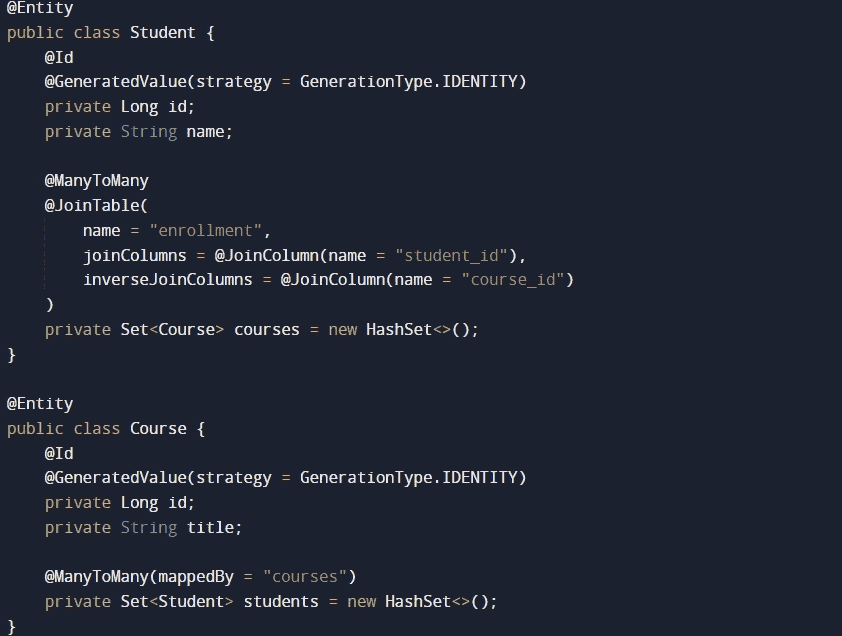 @Entity
public class Student {
    @Id
    @GeneratedValue(strategy = GenerationType.IDENTITY)
    private Long id;
    private String name;

    @ManyToMany
    @JoinTable(
        name = "enrollment",
        joinColumns = @JoinColumn(name = "student_id"),
        inverseJoinColumns = @JoinColumn(name = "course_id")
    )
    private Set<Course> courses = new HashSet<>();
}

@Entity
public class Course {
    @Id
    @GeneratedValue(strategy = GenerationType.IDENTITY)
    private Long id;
    private String title;

    @ManyToMany(mappedBy = "courses")
    private Set<Student> students = new HashSet<>();
}